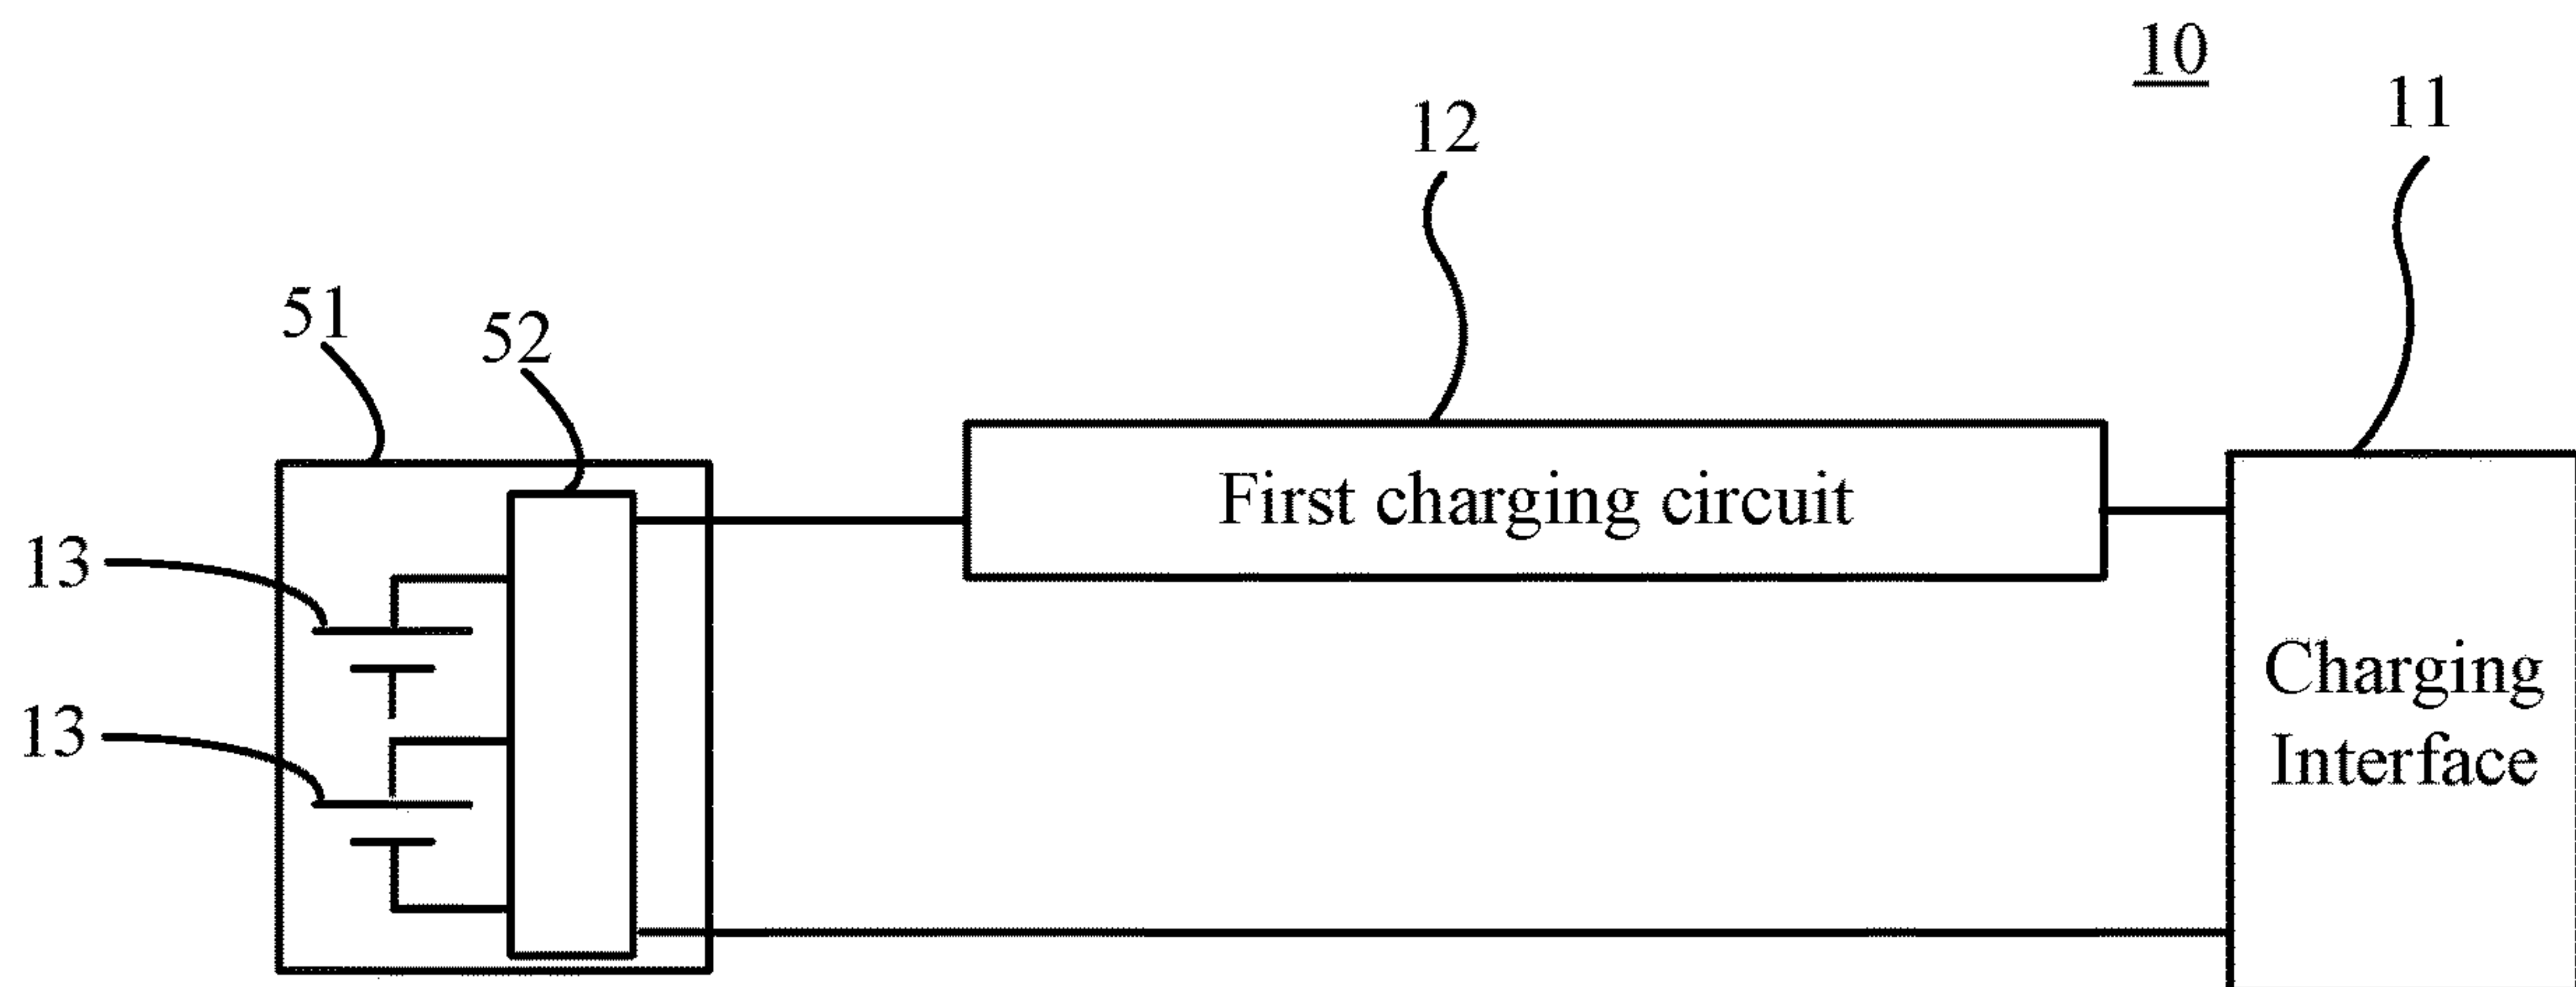 10
11
12
51
52
First charging circuit
13
Charging
Interface
13